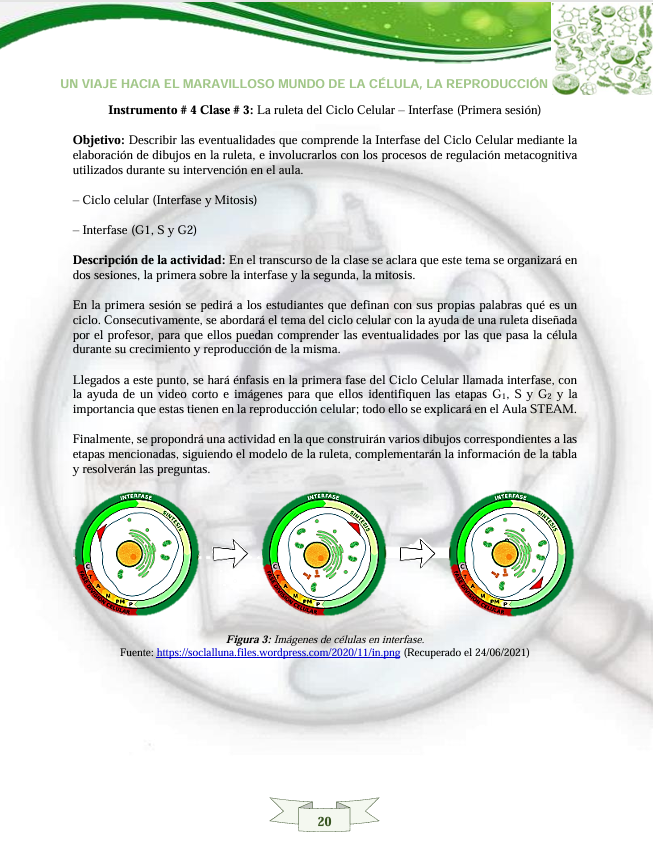 UN VIAJE HACIA EL MARAVILLOSO MUNDO DE LA CÉLULA, LA REPRODUCCIÓN
Instrumento # 4 Clase # 3: La ruleta del Ciclo Celular – Interfase (Primera sesión)
Objetivo: Describir las eventualidades que comprende la Interfase del Ciclo Celular mediante la
elaboración de dibujos en la ruleta, e involucrarlos con los procesos de regulación metacognitiva
utilizados durante su intervención en el aula.
– Ciclo celular (Interfase y Mitosis)
– Interfase (G1, S y G2)
Descripción de la actividad: En el transcurso de la clase se aclara que este tema se organizará en
dos sesiones, la primera sobre la interfase y la segunda, la mitosis.
En la primera sesión se pedirá a los estudiantes que definan con sus propias palabras qué es un
ciclo. Consecutivamente, se abordará el tema del ciclo celular con la ayuda de una ruleta diseñada
por el profesor, para que ellos puedan comprender las eventualidades por las que pasa la célula
durante su crecimiento y reproducción de la misma.
Llegados a este punto, se hará énfasis en la primera fase del Ciclo Celular llamada interfase, con
la ayuda de un video corto e imágenes para que ellos identifiquen las etapas G₁, S y G₂ y la
importancia que estas tienen en la reproducción celular; todo ello se explicará en el Aula STEAM.
Finalmente, se propondrá una actividad en la que construirán varios dibujos correspondientes a las
etapas mencionadas, siguiendo el modelo de la ruleta, complementarán la información de la tabla
y resolverán las preguntas.
INTERFASE
SINTESIS
INTERFASE
SINTESIS
INTERFASE
SINTESIS
Figura 3: Imágenes de células en interfase.
Fuente: https://soclalluna.files.wordpress.com/2020/11/in.png (Recuperado el 24/06/2021)
20